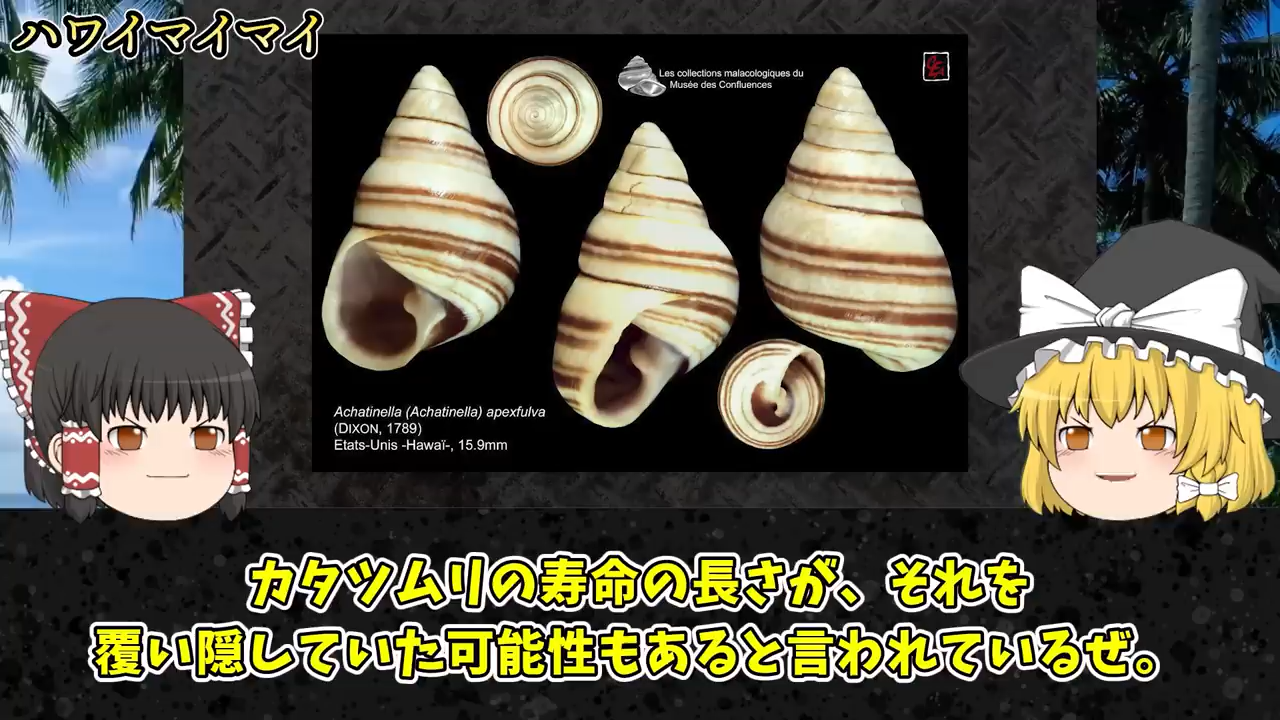 ハワイマイマイ
Les collections malacologiques du
Musée des Confluences
Achatinella (Achatinella) apexfulva
(DIXON, 1789)
Etats-Unis -Hawaï-, 15.9mm
カタツムリの寿命の長さが、それを
覆い隠していた可能性もあると言われているぜ。